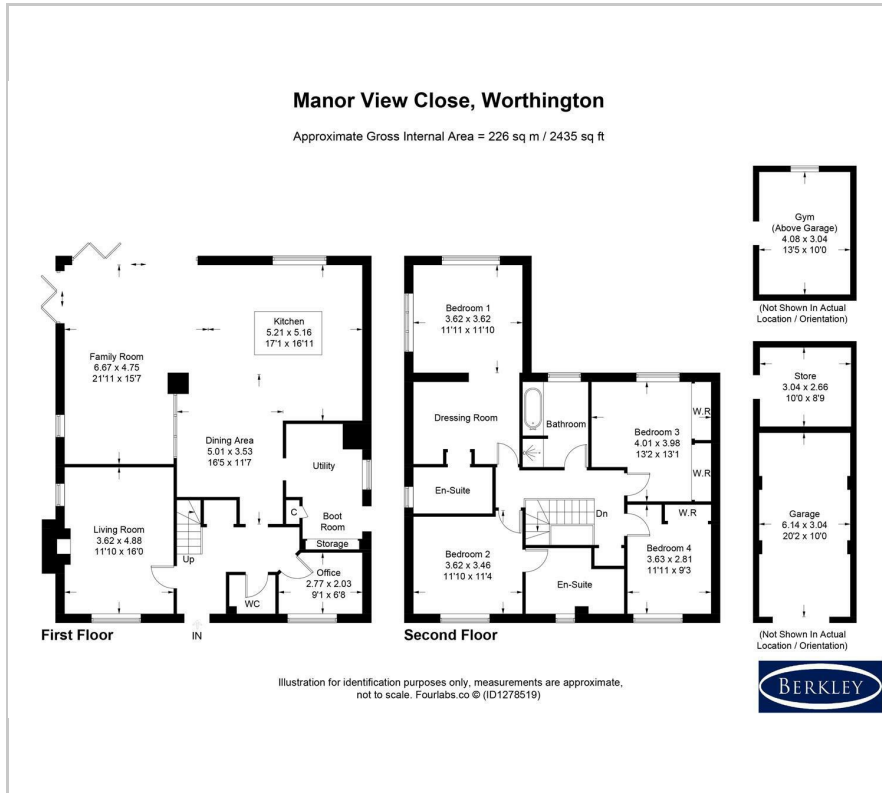 Manor View Close, Worthington
Approximate Gross Internal Area = 226 sq m / 2435 sq ft
Family Room
6.67 x 4.75
21'11 x 15'7
Kitchen
5.21 x 5.16
17'1 x 16'11
Dining Area
5.01 x 3.53
16'5 x 11'7
Utility
C
Boot
Room
Storage
Living Room
3.62 x 4.88
11'10 x 16'0
Up
Office
2.77 x 2.03
9'1 x 6'8
WC
First Floor
IN
Bedroom 1
3.62 x 3.62
11'11 x 11'10
Dressing Room
Bathroom
Bedroom 3
4.01 x 3.98
13'2 x 13'1
W.R
W.R
En-Suite
Dn
W.R
Bedroom 2
3.62 x 3.46
11'10 x 11'4
En-Suite
Bedroom 4
3.63 x 2.81
11'11 x 9'3
Second Floor
Gym
(Above Garage)
4.08 x 3.04
13'5 x 10'0
(Not Shown In Actual
Location / Orientation)
Store
3.04 x 2.66
10'0 x 8'9
Garage
6.14 x 3.04
20'2 x 10'0
(Not Shown In Actual
Location / Orientation)
Illustration for identification purposes only, measurements are approximate,
not to scale. Fourlabs.co © (ID1278519)
BERKLEY